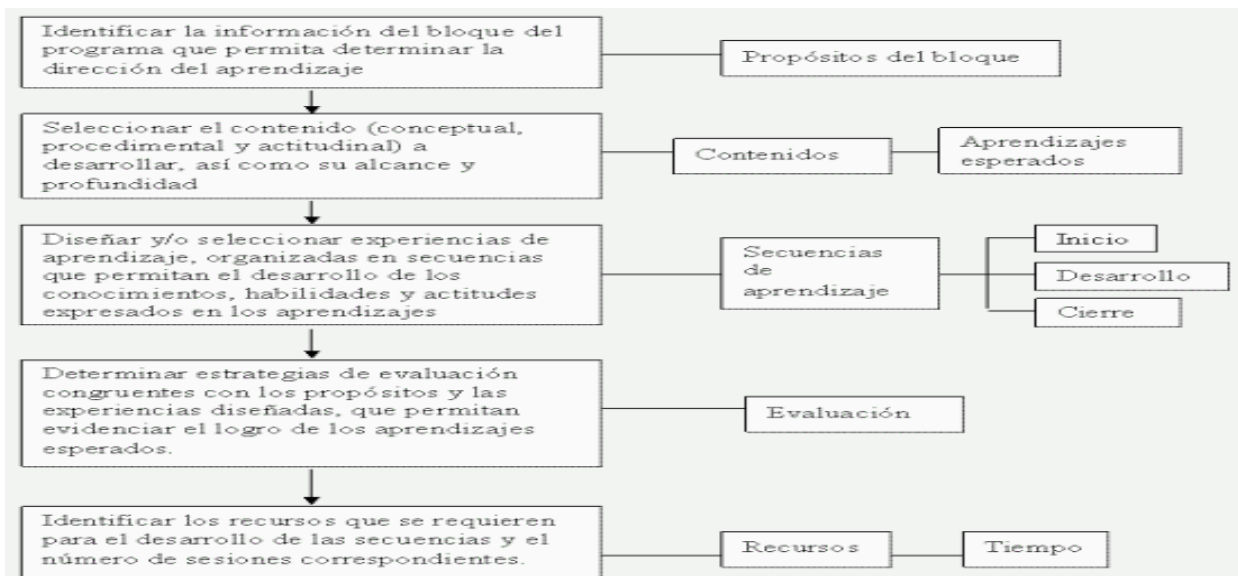 Identificar la información del bloque del
programa que permita determinar la
dirección del aprendizaje
Propósitos del bloque
Seleccionar el contenido (conceptual,
procedimental y actitudinal) a
desarrollar, así como su alcance y
profundidad
Contenidos
Aprendizajes
esperados
Diseñar y/o seleccionar experiencias de
aprendizaje, organizadas en secuencias
que permitan el desarrollo de los
conocimientos, habilidades y actitudes
expresados en los aprendizajes
Secuencias
de
aprendizaje
Inicio
Desarrollo
Cierre
Determinar estrategias de evaluación
congruentes con los propósitos y las
experiencias diseñadas, que permitan
evidenciar el logro de los aprendizajes
esperados.
Evaluación
Identificar los recursos que se requieren
para el desarrollo de las secuencias y el
número de sesiones correspondientes.
Recursos
Tiempo